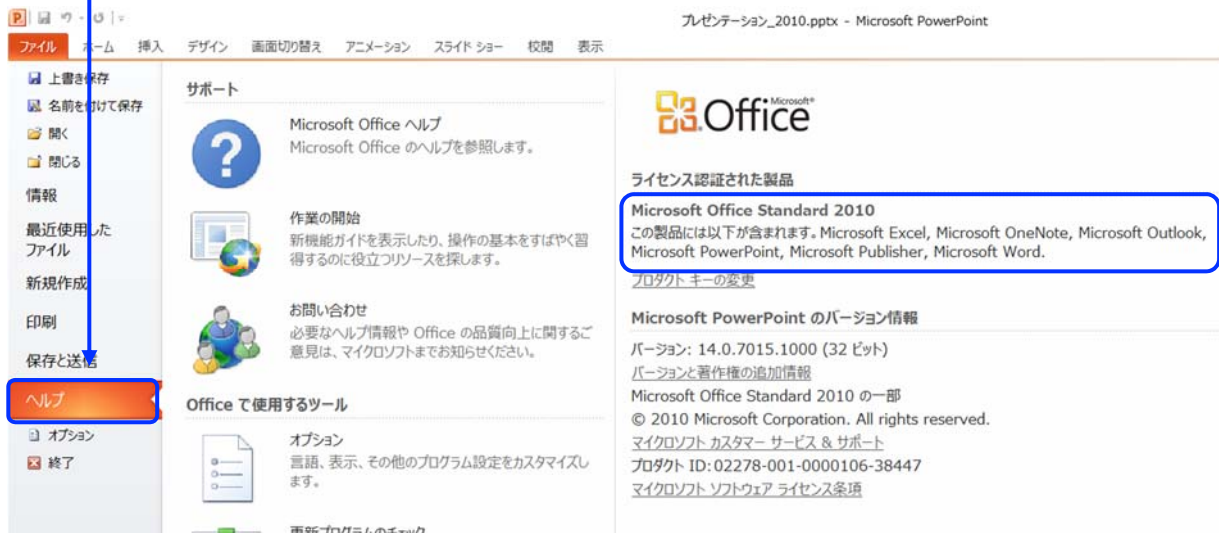 プレゼンテーション_2010.pptx - Microsoft PowerPoint
ファイル ホーム 挿入 デザイン 画面切り替え アニメーション スライド ショー 校閲 表示
上書き保存
名前を付けて保存
開く
閉じる
情報
最近使用した
ファイル
新規作成
印刷
保存と送信
ヘルプ
オプション
終了
サポート
Microsoft Office ヘルプ
Microsoft Office のヘルプを参照します。
作業の開始
新機能ガイドを表示したり、操作の基本をすばやく習
得するのに役立つリソースを探します。
お問い合わせ
必要なヘルプ情報や Office の品質向上に関するご
意見は、マイクロソフトまでお知らせください。
Office で使用するツール
オプション
言語、表示、その他のプログラム設定をカスタマイズし
ます。
更新プログラムのチェック
Microsoft® Office
ライセンス認証された製品
Microsoft Office Standard 2010
この製品には以下が含まれます。Microsoft Excel, Microsoft OneNote, Microsoft Outlook,
Microsoft PowerPoint, Microsoft Publisher, Microsoft Word.
プロダクト キーの変更
Microsoft PowerPoint のバージョン情報
バージョン: 14.0.7015.1000 (32 ビット)
バージョンと著作権の追加情報
Microsoft Office Standard 2010 の一部
© 2010 Microsoft Corporation. All rights reserved.
マイクロソフト カスタマー サービス & サポート
プロダクト ID: 02278-001-0000106-38447
マイクロソフト ソフトウェア ライセンス条項